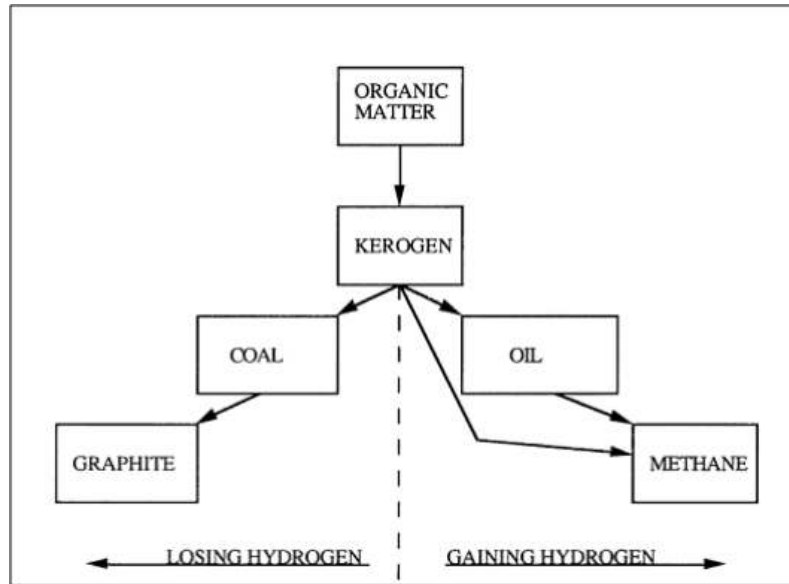 ORGANIC
MATTER
KEROGEN
COAL
OIL
GRAPHITE
METHANE
LOSING HYDROGEN
GAINING HYDROGEN